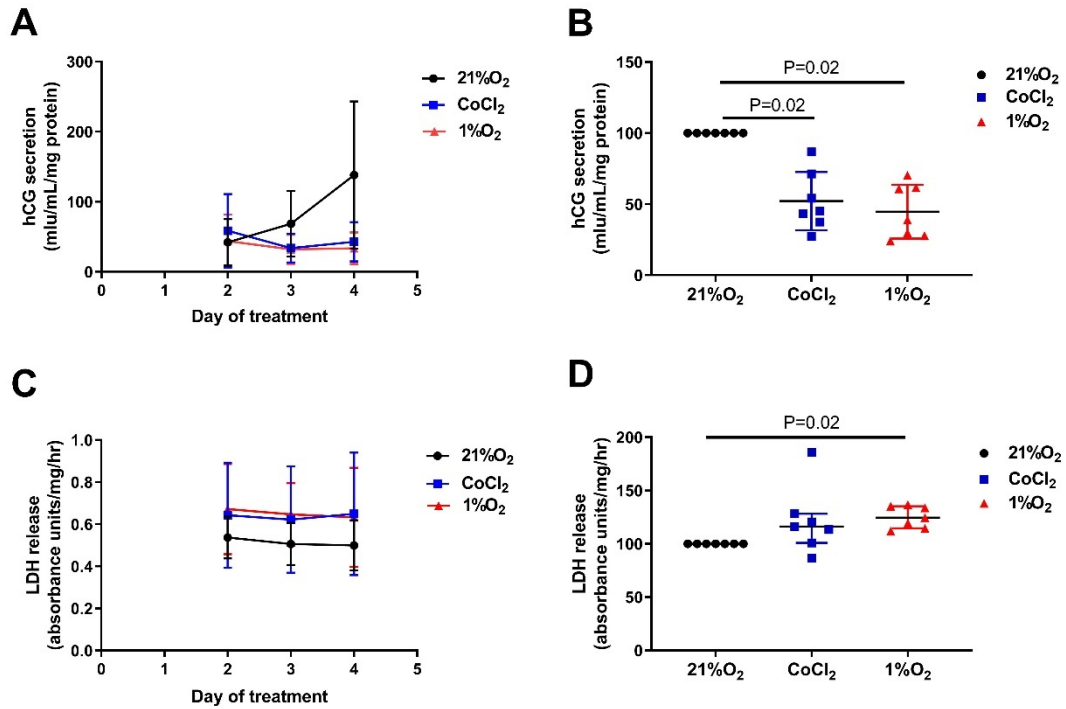 A
hCG secretion
(mIu/mL/mg protein)
300
200
100
0
0 1 2 3 4 5
Day of treatment
21%O₂
CoCl₂
1%O₂
B
hCG secretion
(mIu/mL/mg protein)
150
100
50
0
P=0.02
P=0.02
21%O₂ CoCl₂ 1%O₂
21%O₂
CoCl₂
1%O₂
C
LDH release
(absorbance units/mg/hr)
1.0
0.8
0.6
0.4
0.2
0.0
0 1 2 3 4 5
Day of treatment
21%O₂
CoCl₂
1%O₂
D
LDH release
(absorbance units/mg/hr)
200
150
100
50
0
P=0.02
21%O₂ CoCl₂ 1%O₂
21%O₂
CoCl₂
1%O₂